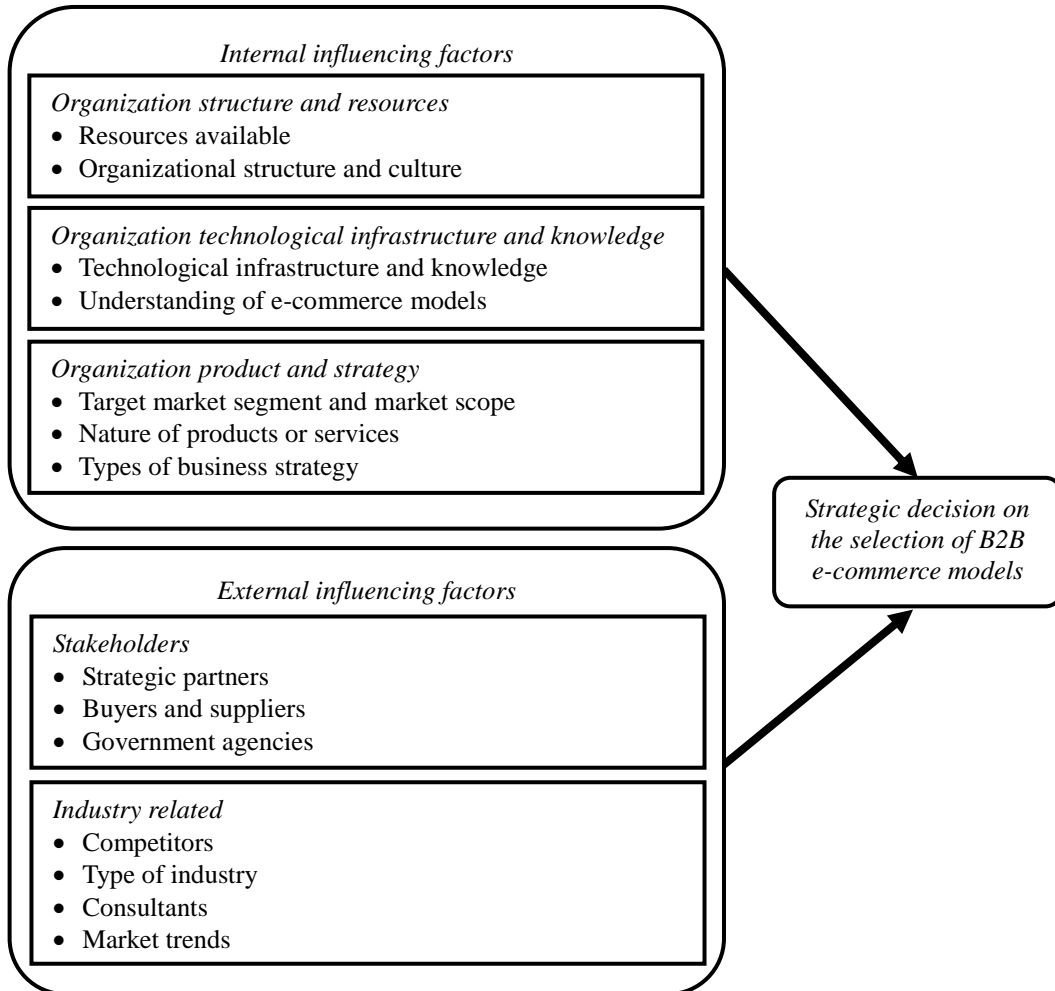 Internal influencing factors
Organization structure and resources
• Resources available
• Organizational structure and culture
Organization technological infrastructure and knowledge
• Technological infrastructure and knowledge
• Understanding of e-commerce models
Organization product and strategy
• Target market segment and market scope
• Nature of products or services
• Types of business strategy
Strategic decision on
the selection of B2B
e-commerce models
External influencing factors
Stakeholders
• Strategic partners
• Buyers and suppliers
• Government agencies
Industry related
• Competitors
• Type of industry
• Consultants
• Market trends